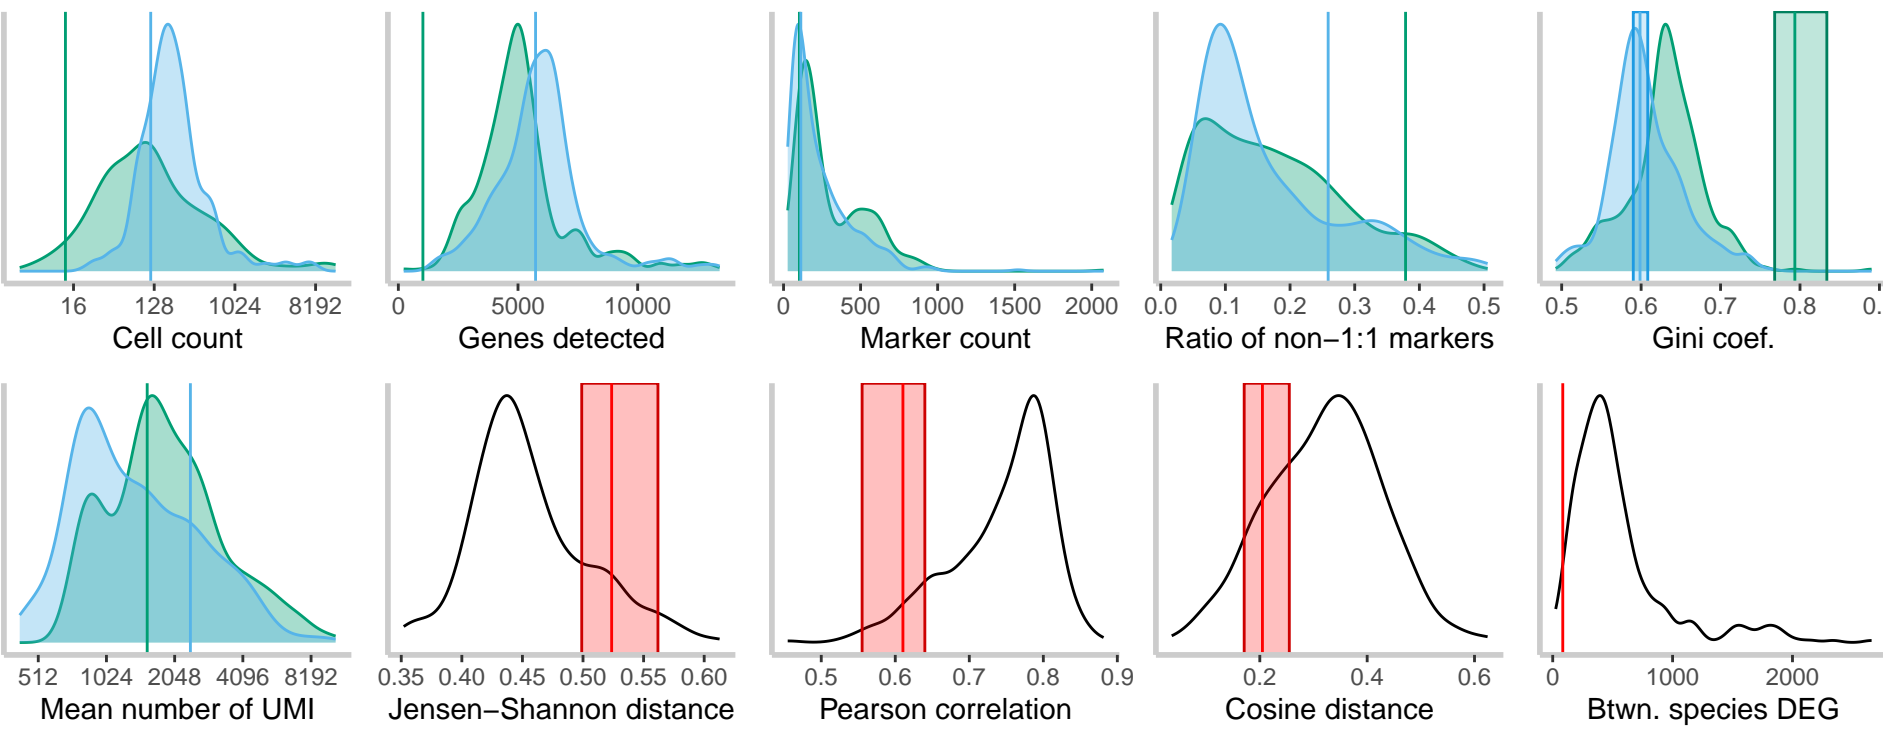 16 128 1024 8192
Cell count
0 5000 10000
Genes detected
0 500 1000 1500 2000
Marker count
0.0 0.1 0.2 0.3 0.4 0.5
Ratio of non−1:1 markers
0.5 0.6 0.7 0.8 0.
Gini coef.
512 1024 2048 4096 8192
Mean number of UMI
0.35 0.40 0.45 0.50 0.55 0.60
Jensen−Shannon distance
0.5 0.6 0.7 0.8 0.9
Pearson correlation
0.2 0.4 0.6
Cosine distance
0 1000 2000
Btwn. species DEG